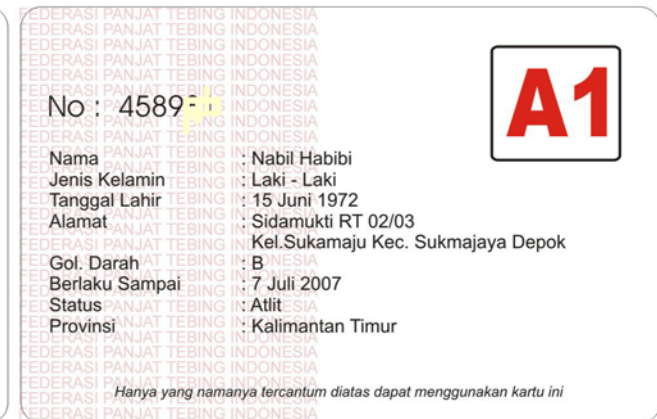 FEDERASI PANJAT TEBING INDONESIA
A1
No : 4589
Nama : Nabil Habibi
Jenis Kelamin : Laki - Laki
Tanggal Lahir : 15 Juni 1972
Alamat : Sidamukti RT 02/03
Kel.Sukamaju Kec. Sukmajaya Depok
Gol. Darah : B
Berlaku Sampai : 7 Juli 2007
Status : Atlit
Provinsi : Kalimantan Timur
Hanya yang namanya tercantum diatas dapat menggunakan kartu ini